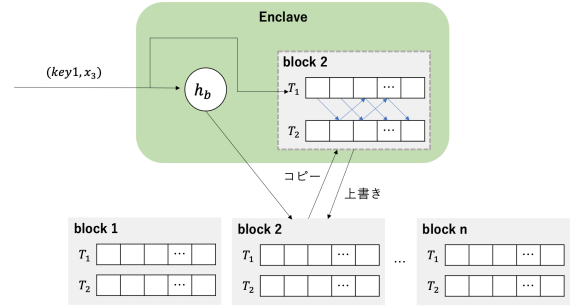 Enclave
(key1, x₃)
h_b
block 2
T₁ ...
T₂ ...
コピー
上書き
block 1
T₁ ...
T₂ ...
block 2
T₁ ...
T₂ ...
...
block n
T₁ ...
T₂ ...